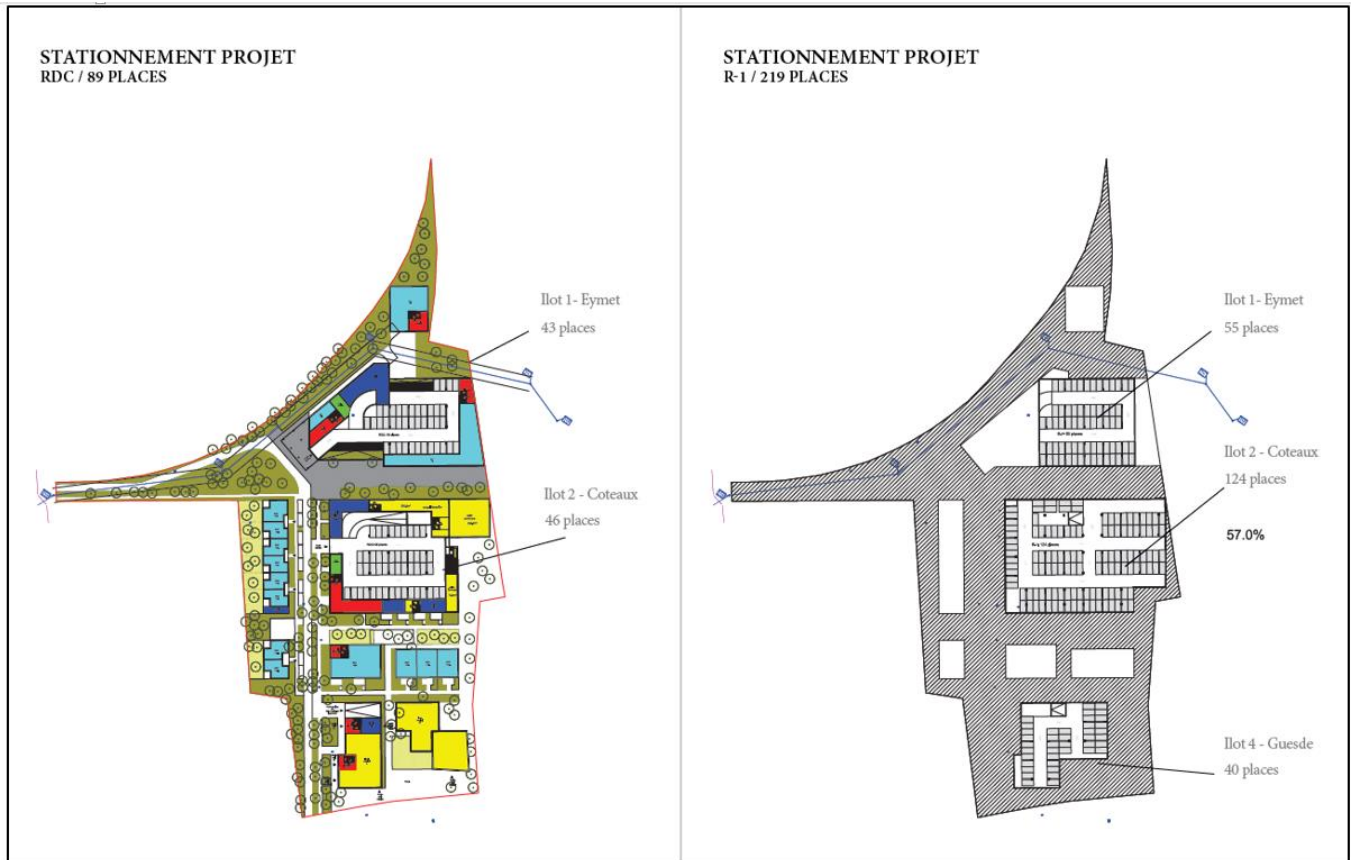 STATIONNEMENT PROJET
RDC / 89 PLACES
Ilot 1- Eymet
43 places
Ilot 2 - Coteaux
46 places
STATIONNEMENT PROJET
R-1 / 219 PLACES
Ilot 1- Eymet
55 places
Ilot 2 - Coteaux
124 places
57.0%
Ilot 4 - Guesde
40 places